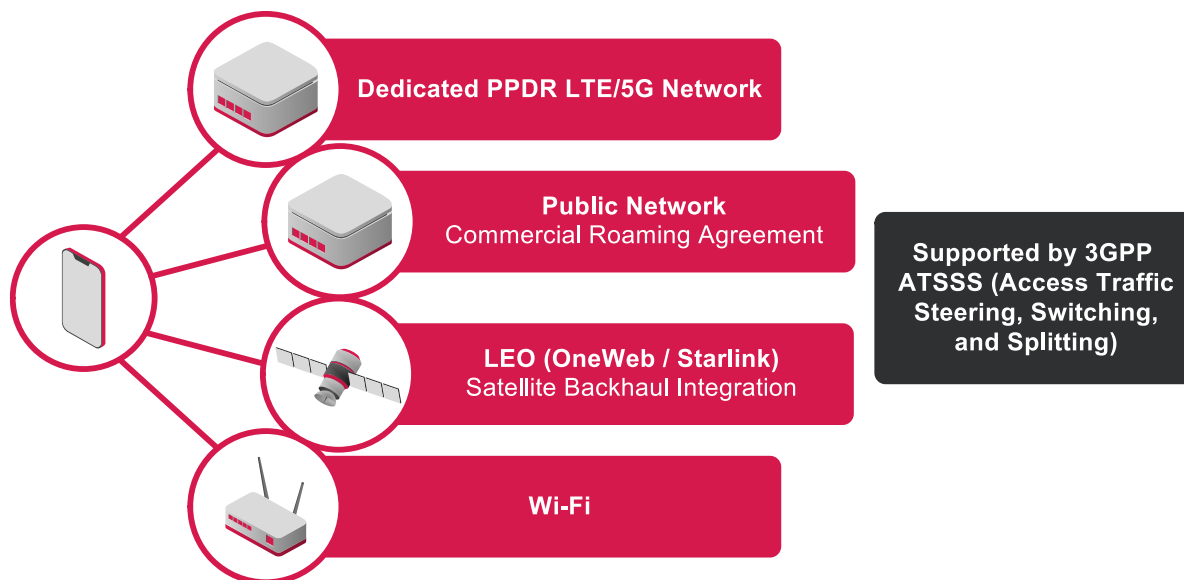 Dedicated PPDR LTE/5G Network
Public Network
Commercial Roaming Agreement
LEO (OneWeb / Starlink)
Satellite Backhaul Integration
Wi-Fi
Supported by 3GPP
ATSSS (Access Traffic
Steering, Switching,
and Splitting)